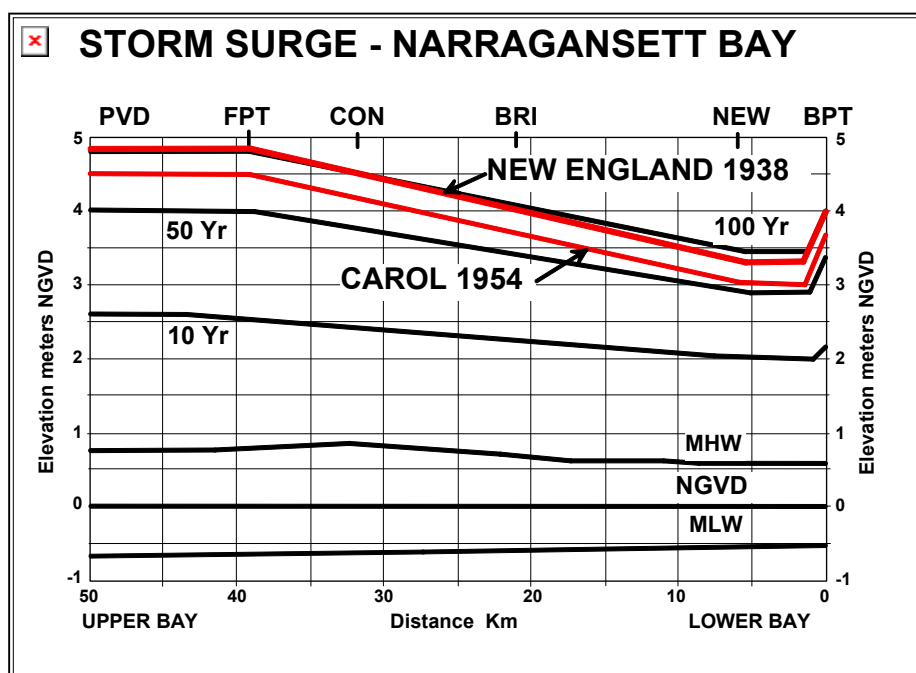 STORM SURGE - NARRAGANSETT BAY
PVD FPT CON BRI NEW BPT
5 5
NEW ENGLAND 1938
4 50 Yr 100 Yr 4
CAROL 1954
3 3
10 Yr
2 2
1 MHW 1
NGVD
0 0
MLW
-1 -1
50 40 30 20 10 0
UPPER BAY Distance Km LOWER BAY
Elevation meters NGVD
Elevation meters NGVD